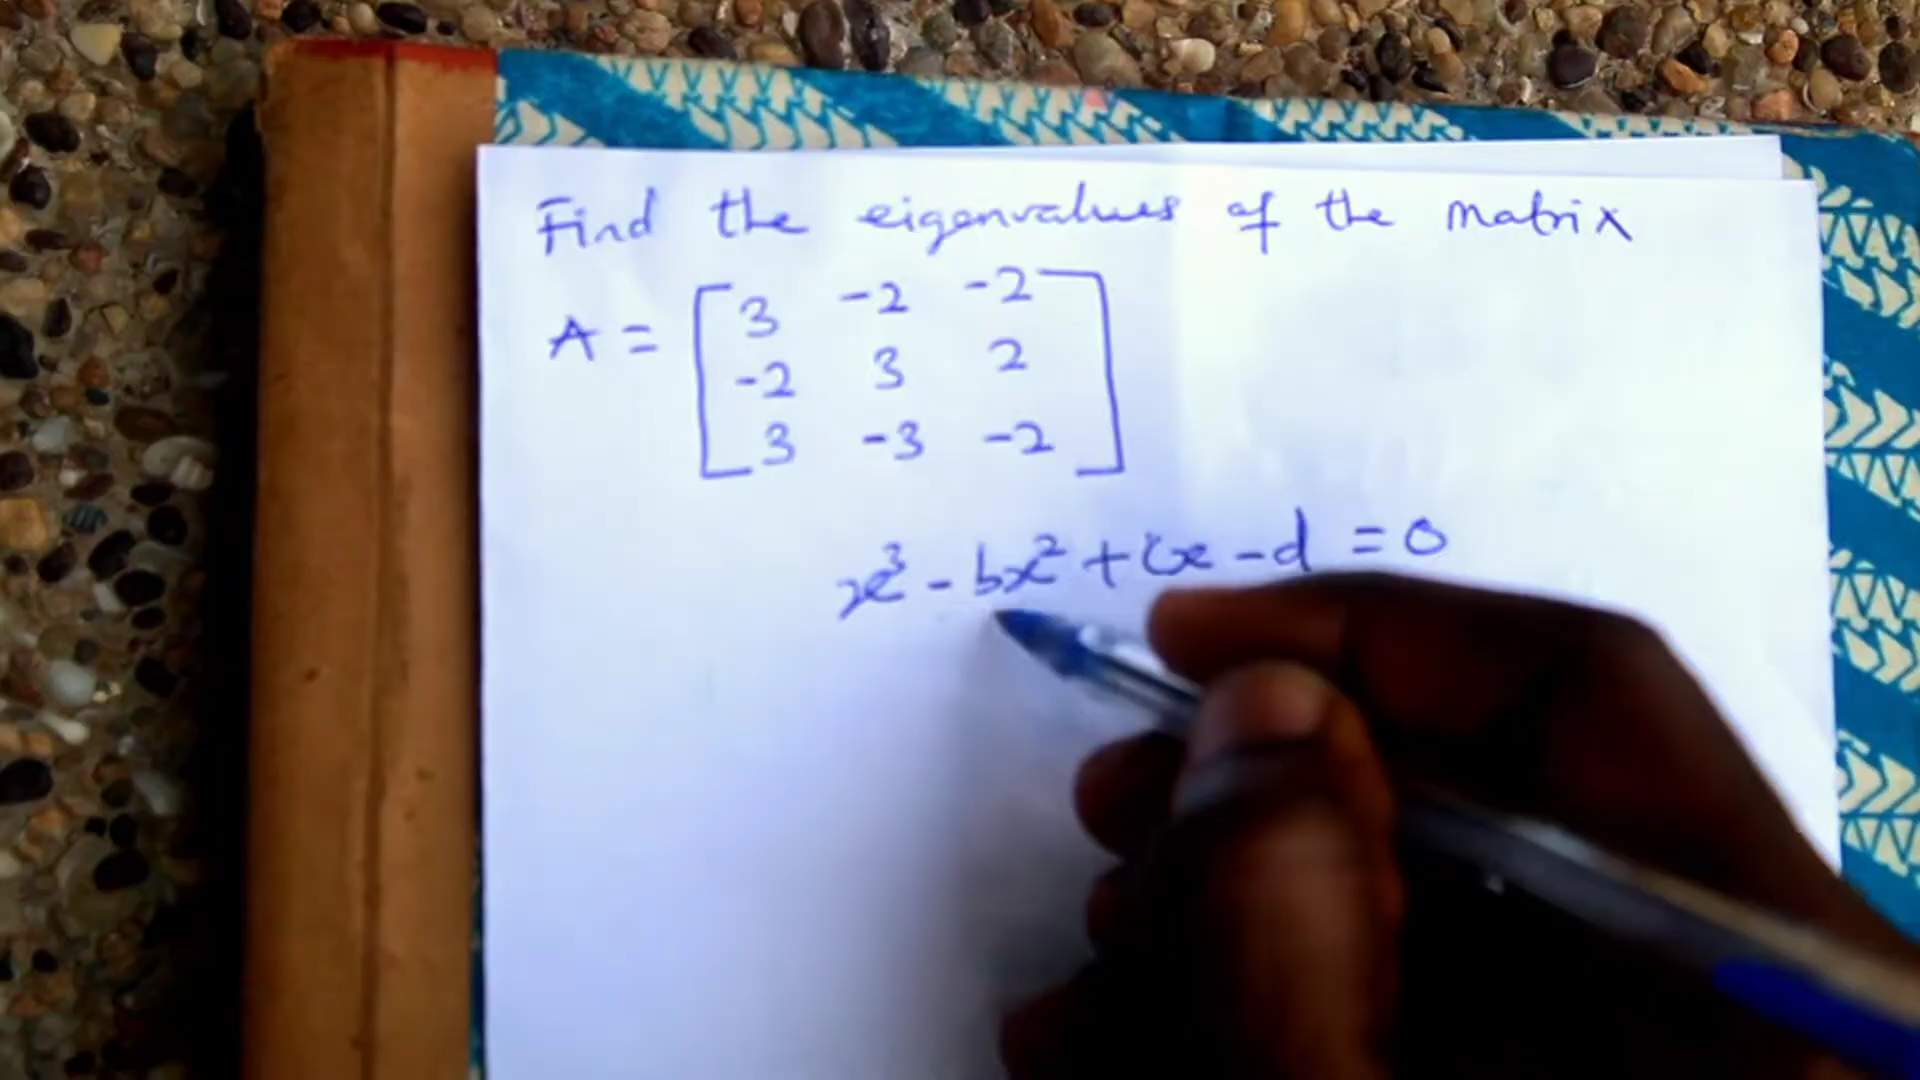 Find the eigenvalues of the matrix
A = [3 -2 -2
-2 3 2
3 -3 -2]
x³ - bx² + cx - d = 0